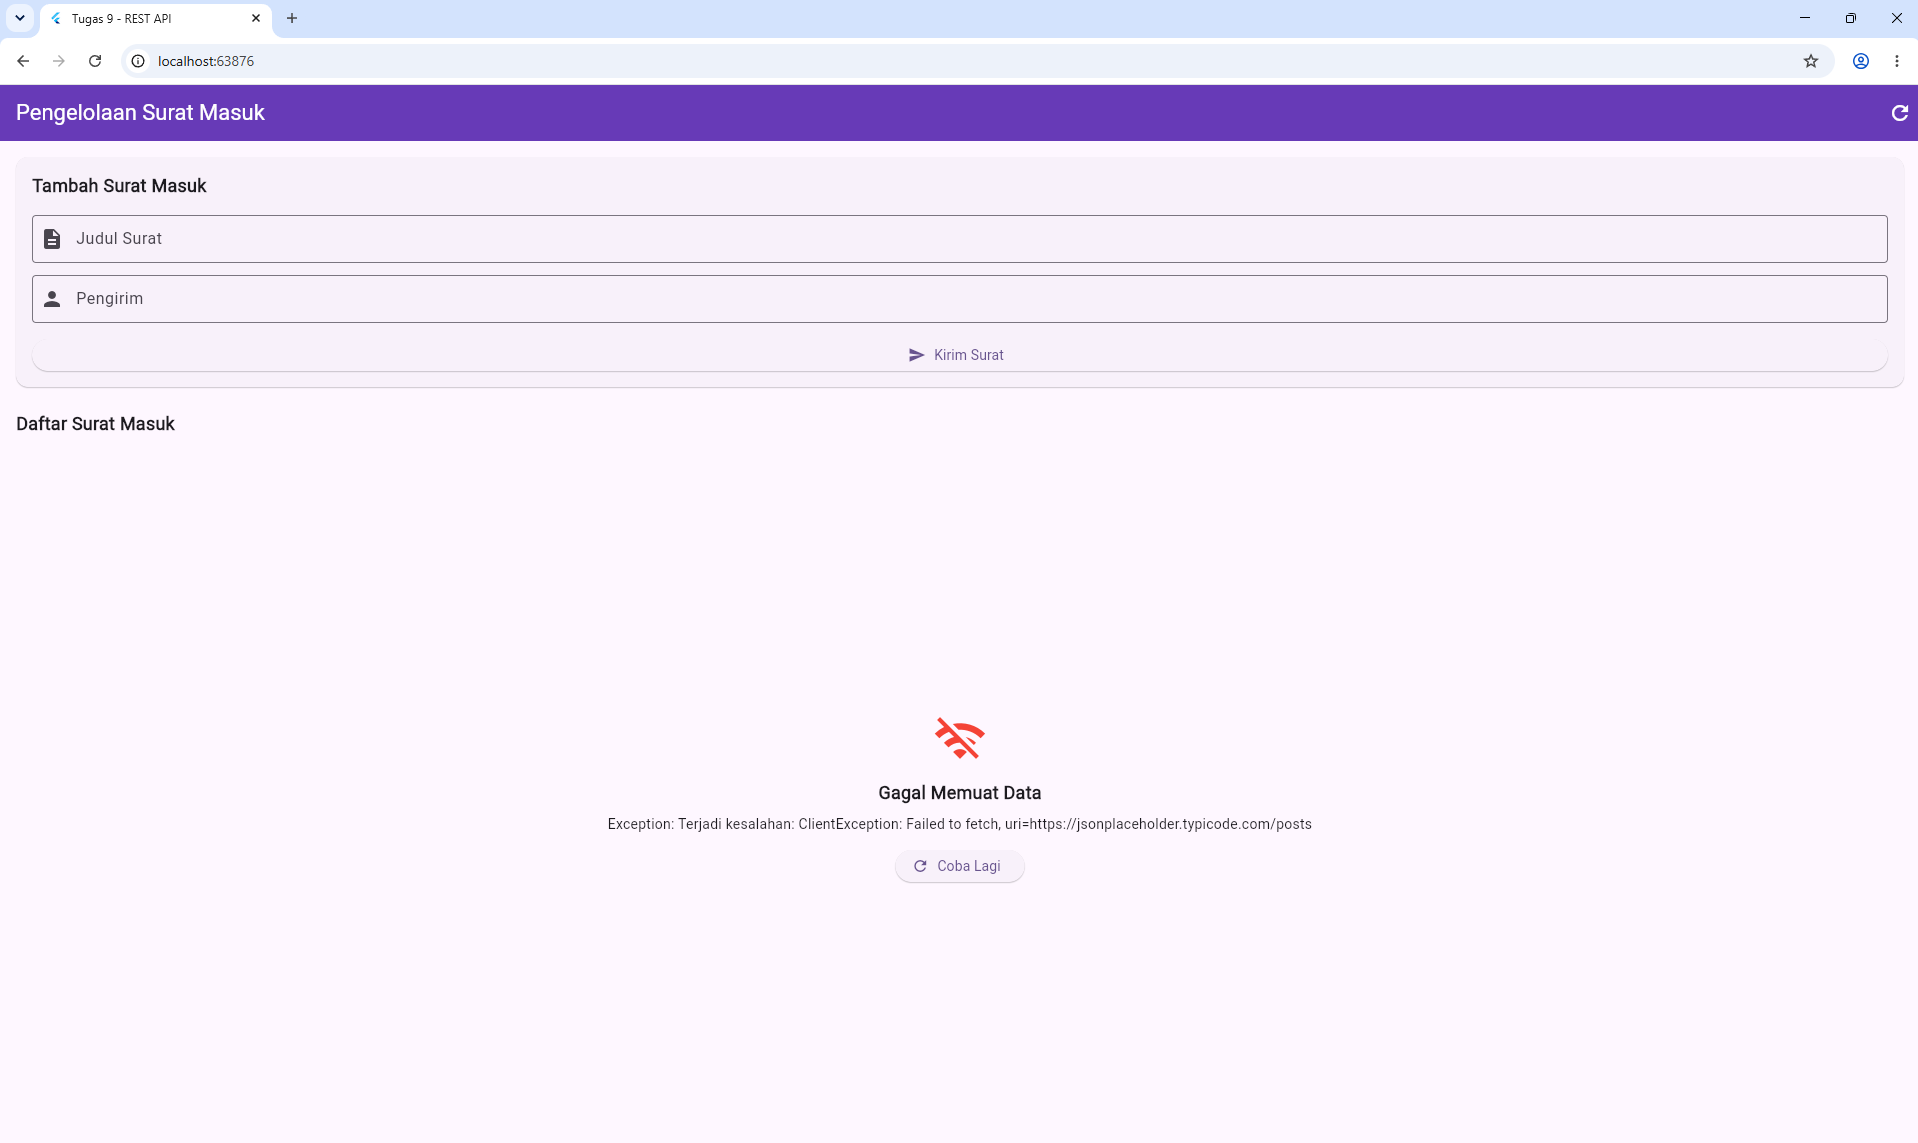 Tugas 9 - REST API
localhost:63876
Pengelolaan Surat Masuk
Tambah Surat Masuk
Judul Surat
Pengirim
Kirim Surat
Daftar Surat Masuk
Gagal Memuat Data
Exception: Terjadi kesalahan: ClientException: Failed to fetch, uri=https://jsonplaceholder.typicode.com/posts
Coba Lagi